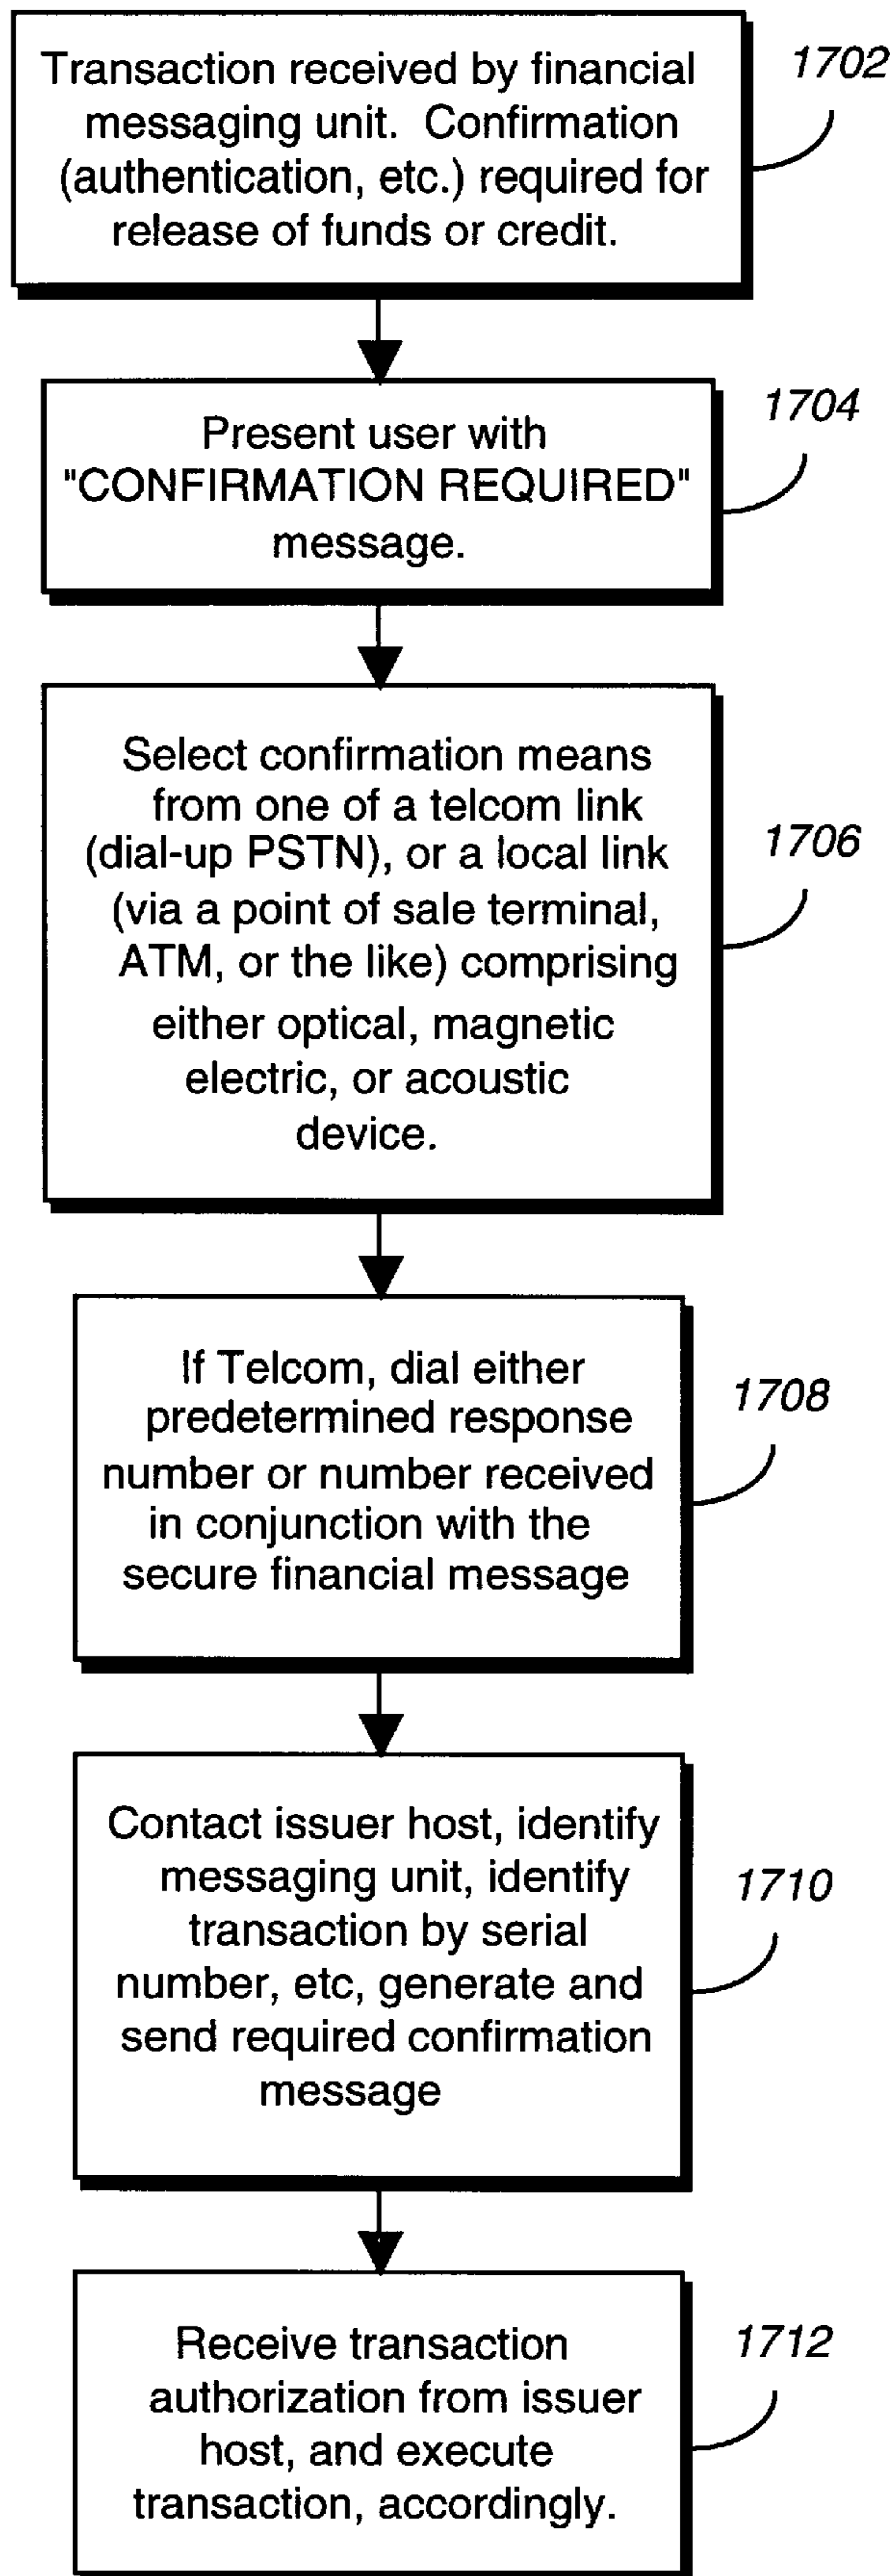 Transaction received by financial
messaging unit. Confirmation
(authentication, etc.) required for
release of funds or credit.
1702
Present user with
"CONFIRMATION REQUIRED"
message.
1704
Select confirmation means
from one of a telcom link
(dial-up PSTN), or a local link
(via a point of sale terminal,
ATM, or the like) comprising
either optical, magnetic
electric, or acoustic
device.
1706
If Telcom, dial either
predetermined response
number or number received
in conjunction with the
secure financial message
1708
Contact issuer host, identify
messaging unit, identify
transaction by serial
number, etc, generate and
send required confirmation
message
1710
Receive transaction
authorization from issuer
host, and execute
transaction, accordingly.
1712